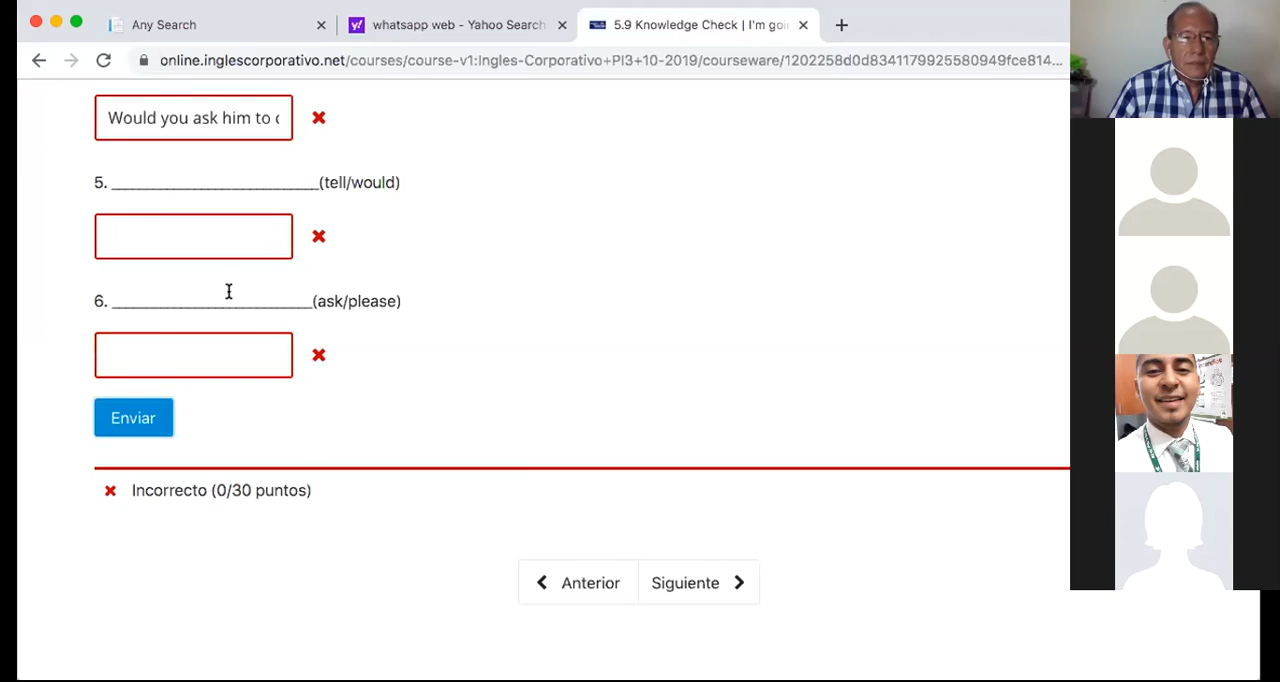 Any Search
whatsapp web - Yahoo Search
5.9 Knowledge Check | I'm goi
online.inglescorporativo.net/courses/course-v1:Ingles-Corporativo+PI3+10-2019/courseware/1202258d0d8341179925580949fce814...
Would you ask him to c
5. ________________________(tell/would)
6. ________________________(ask/please)
Enviar
Incorrecto (0/30 puntos)
Anterior
Siguiente